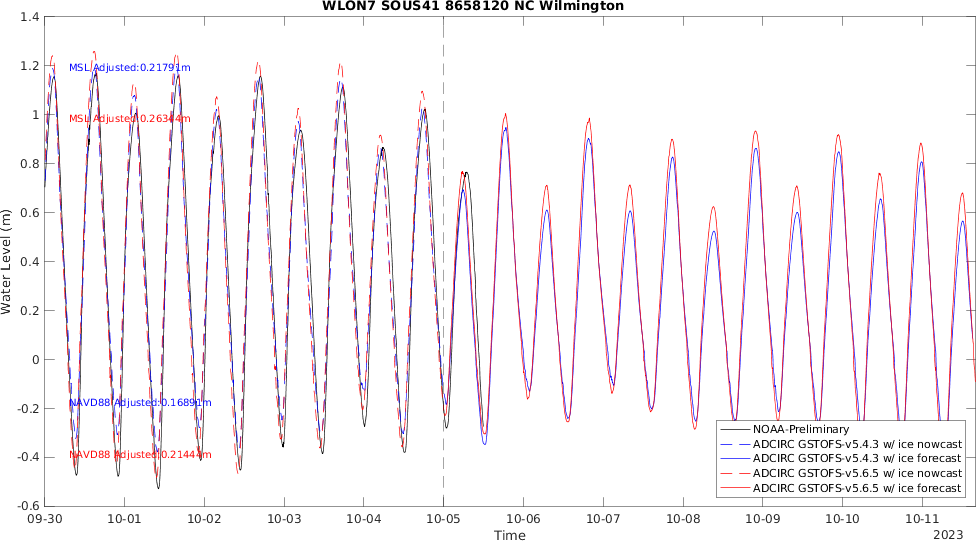 WLON7 SOUS41 8658120 NC Wilmington
1.4
1.2
1
0.8
0.6
0.4
0.2
0
-0.2
-0.4
-0.6
Water Level (m)
MSL Adjusted:0.21791m
MSL Adjusted:0.26344m
NAVD88 Adjusted:0.16891m
NAVD88 Adjusted:0.21444m
NOAA-Preliminary
ADCIRC GSTOFS-v5.4.3 w/ ice nowcast
ADCIRC GSTOFS-v5.4.3 w/ ice forecast
ADCIRC GSTOFS-v5.6.5 w/ ice nowcast
ADCIRC GSTOFS-v5.6.5 w/ ice forecast
09-30 10-01 10-02 10-03 10-04 10-05 10-06 10-07 10-08 10-09 10-10 10-11
Time
2023